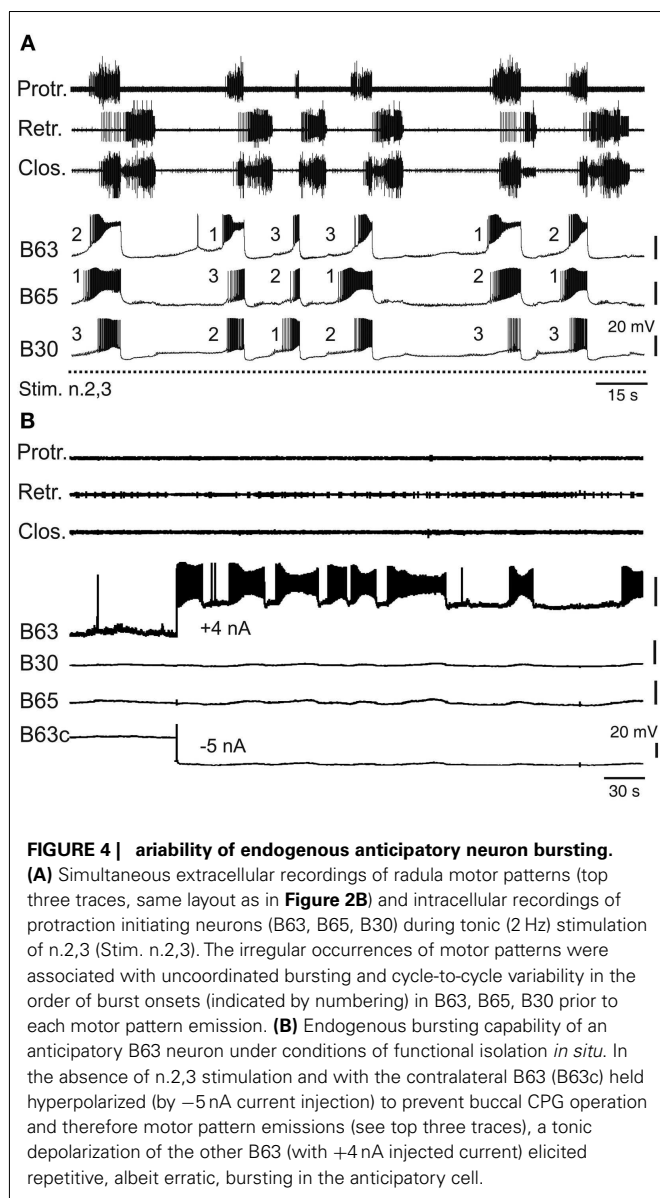 A
Protr.
Retr.
Clos.
2 1 3 3 1 2
B63
1 3 2 1 2 1
B65
20 mV
3 2 1 2 3 3
B30
Stim. n.2,3
15 s
B
Protr.
Retr.
Clos.
+4 nA
B63
B30
B65
20 mV
B63c
-5 nA
30 s
FIGURE 4 | ariability of endogenous anticipatory neuron bursting.
(A) Simultaneous extracellular recordings of radula motor patterns (top
three traces, same layout as in Figure 2B) and intracellular recordings of
protraction initiating neurons (B63, B65, B30) during tonic (2 Hz) stimulation
of n.2,3 (Stim. n.2,3). The irregular occurrences of motor patterns were
associated with uncoordinated bursting and cycle-to-cycle variability in the
order of burst onsets (indicated by numbering) in B63, B65, B30 prior to
each motor pattern emission. (B) Endogenous bursting capability of an
anticipatory B63 neuron under conditions of functional isolation in situ. In
the absence of n.2,3 stimulation and with the contralateral B63 (B63c) held
hyperpolarized (by −5 nA current injection) to prevent buccal CPG operation
and therefore motor pattern emissions (see top three traces), a tonic
depolarization of the other B63 (with +4 nA injected current) elicited
repetitive, albeit erratic, bursting in the anticipatory cell.